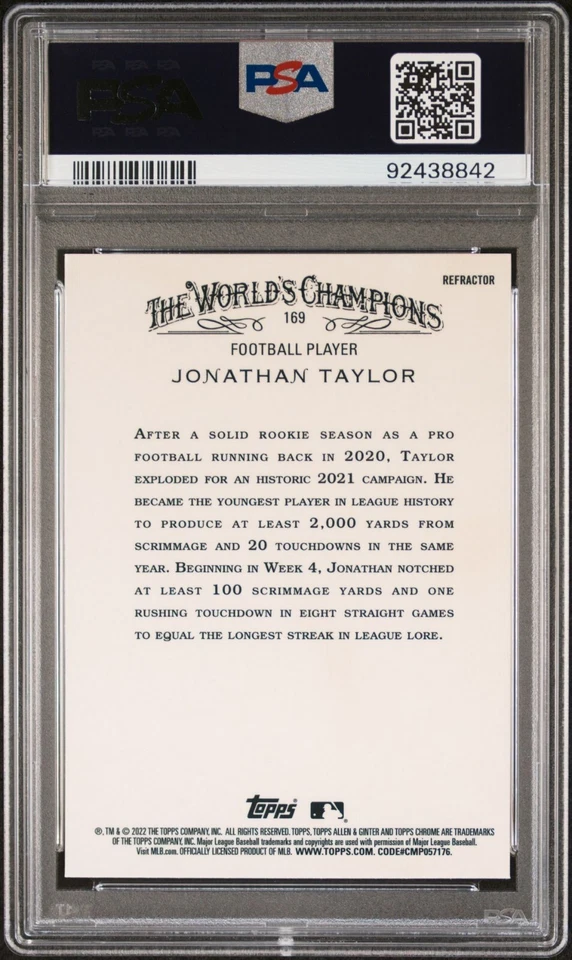 PSA
PSA
92438842
REFRACTOR
THE WORLD'S CHAMPIONS
169
FOOTBALL PLAYER
JONATHAN TAYLOR
AFTER A SOLID ROOKIE SEASON AS A PRO
FOOTBALL RUNNING BACK IN 2020, TAYLOR
EXPLODED FOR AN HISTORIC 2021 CAMPAIGN. HE
BECAME THE YOUNGEST PLAYER IN LEAGUE HISTORY
TO PRODUCE AT LEAST 2,000 YARDS FROM
SCRIMMAGE AND 20 TOUCHDOWNS IN THE SAME
YEAR. BEGINNING IN WEEK 4, JONATHAN NOTCHED
AT LEAST 100 SCRIMMAGE YARDS AND ONE
RUSHING TOUCHDOWN IN EIGHT STRAIGHT GAMES
TO EQUAL THE LONGEST STREAK IN LEAGUE LORE.
Topps
®, TM & © 2022 THE TOPPS COMPANY, INC. ALL RIGHTS RESERVED. TOPPS, TOPPS ALLEN & GINTER AND TOPPS CHROME ARE TRADEMARKS
OF THE TOPPS COMPANY, INC. Major League Baseball trademarks and copyrights are used with permission of Major League Baseball.
Visit MLB.com. OFFICIALLY LICENSED PRODUCT OF MLB. WWW.TOPPS.COM. CODE#CMP057176.
PSA